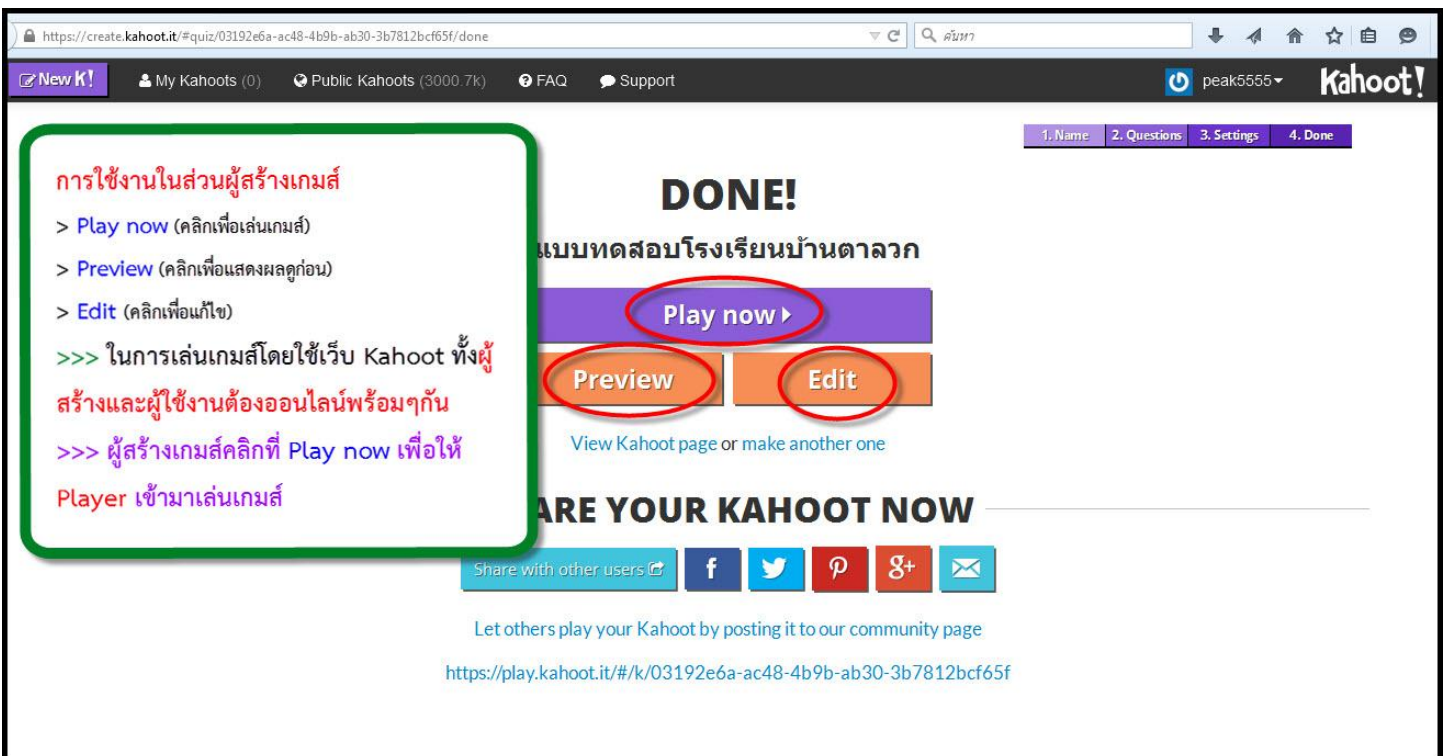 https://create.kahoot.it/#quiz/03192e6a-ac48-4b9b-ab30-3b7812bcf65f/done
ค้นหา
New K!
My Kahoots (0)
Public Kahoots (3000.7k)
FAQ
Support
peak5555
Kahoot!
1. Name
2. Questions
3. Settings
4. Done
การใช้งานในส่วนผู้สร้างเกมส์
> Play now (คลิกเพื่อเล่นเกมส์)
> Preview (คลิกเพื่อแสดงผลดูก่อน)
> Edit (คลิกเพื่อแก้ไข)
>>> ในการเล่นเกมส์โดยใช้เว็บ Kahoot ทั้งผู้
สร้างและผู้ใช้งานต้องออนไลน์พร้อมๆกัน
>>> ผู้สร้างเกมส์คลิกที่ Play now เพื่อให้
Player เข้ามาเล่นเกมส์
DONE!
แบบทดสอบโรงเรียนบ้านตาลวก
Play now
Preview
Edit
View Kahoot page or make another one
ARE YOUR KAHOOT NOW
Share with other users
f
8+
Let others play your Kahoot by posting it to our community page
https://play.kahoot.it/#/k/03192e6a-ac48-4b9b-ab30-3b7812bcf65f